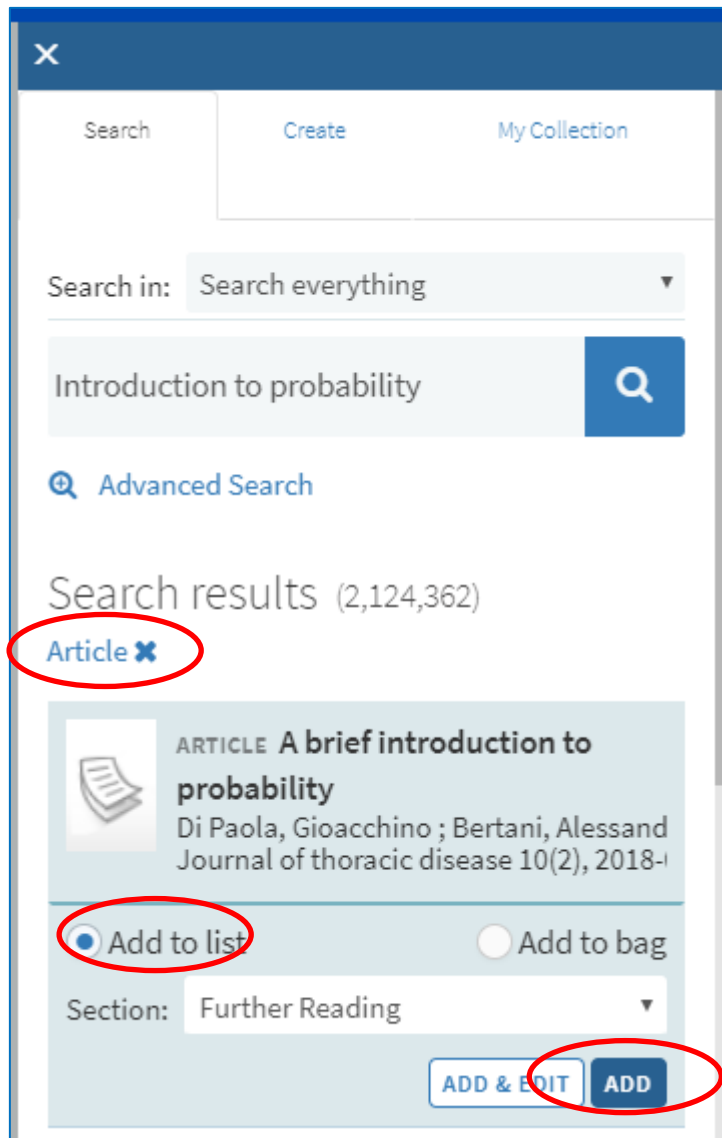 Search Create My Collection
Search in: Search everything
Introduction to probability
Advanced Search
Search results (2,124,362)
Article
ARTICLE A brief introduction to
probability
Di Paola, Gioacchino ; Bertani, Alessand
Journal of thoracic disease 10(2), 2018-
Add to list Add to bag
Section: Further Reading
ADD & EDIT ADD